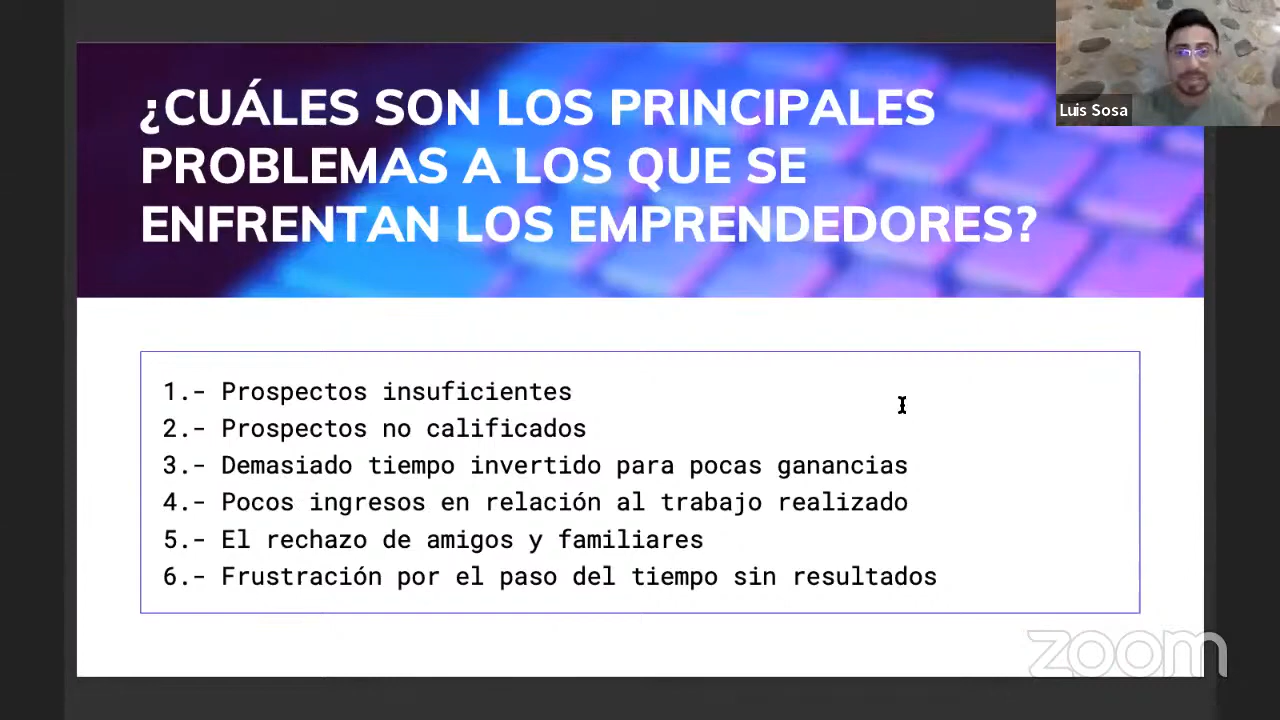 ¿CUÁLES SON LOS PRINCIPALES
PROBLEMAS A LOS QUE SE
ENFRENTAN LOS EMPRENDEDORES?
Luis Sosa
1.- Prospectos insuficientes
2.- Prospectos no calificados
3.- Demasiado tiempo invertido para pocas ganancias
4.- Pocos ingresos en relación al trabajo realizado
5.- El rechazo de amigos y familiares
6.- Frustración por el paso del tiempo sin resultados
zoom